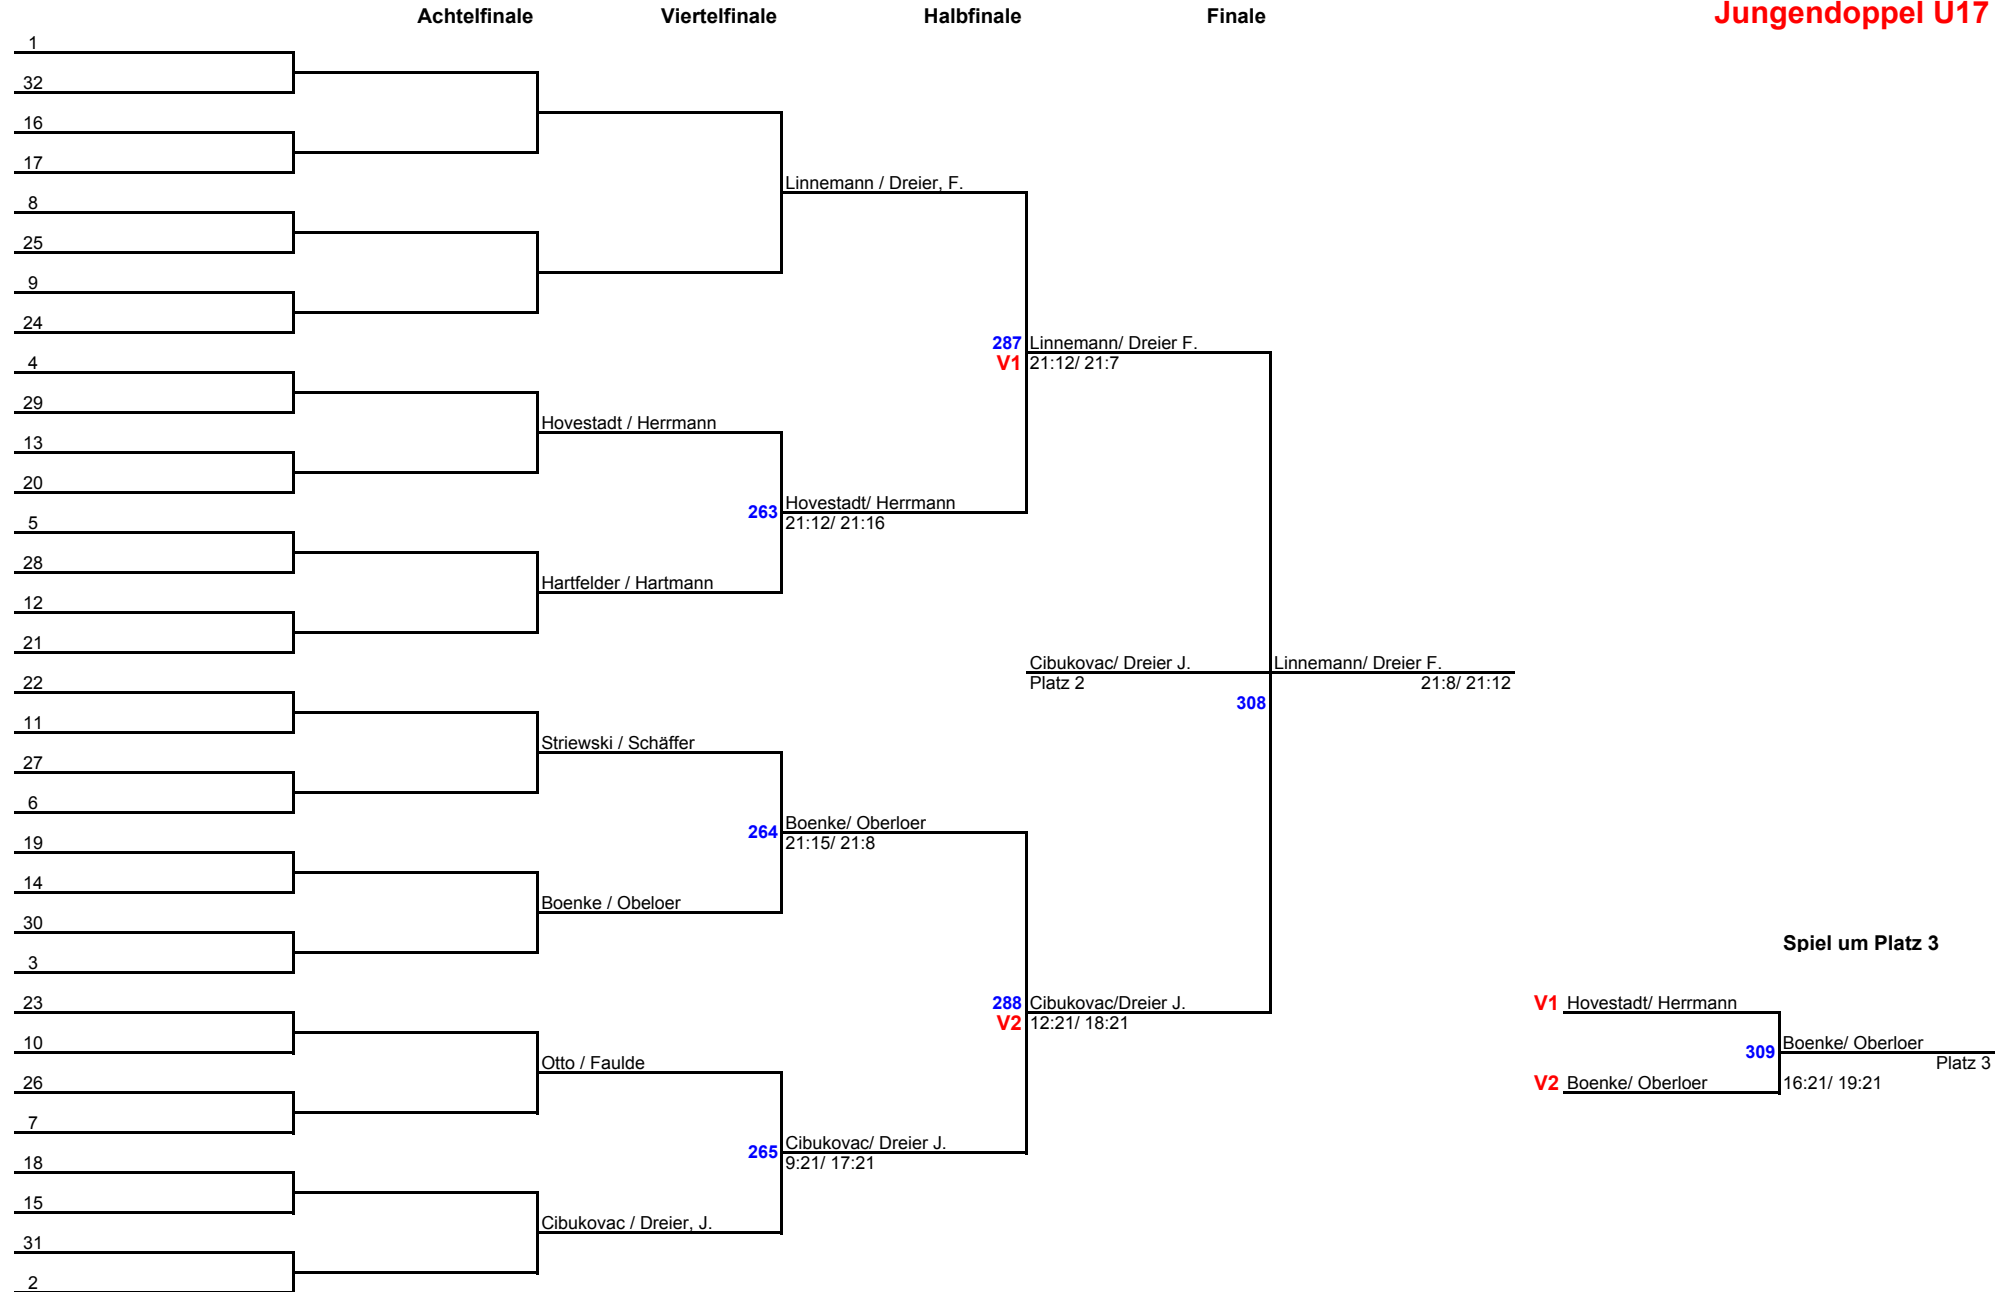 Achtelfinale Viertelfinale Halbfinale Finale Jungendoppel U17
1
32
16
17
Linnemann / Dreier, F.
8
25
9
24
287 Linnemann/ Dreier F.
4
V1 21:12/ 21:7
29
Hovestadt / Herrmann
13
20
Hovestadt/ Herrmann
263
5
21:12/ 21:16
28
Hartfelder / Hartmann
12
21
Cibukovac/ Dreier J. Linnemann/ Dreier F.
22
Platz 2 21:8/ 21:12
308
11
Striewski / Schäffer
27
6
Boenke/ Oberloer
264
19
21:15/ 21:8
14
Boenke / Obeloer
30
3
Spiel um Platz 3
23
288 Cibukovac/Dreier J.
V1 Hovestadt/ Herrmann
V2 12:21/ 18:21
10
309 Boenke/ Oberloer
Otto / Faulde
Platz 3
26
V2 Boenke/ Oberloer 16:21/ 19:21
7
Cibukovac/ Dreier J.
265
18
9:21/ 17:21
15
Cibukovac / Dreier, J.
31
2